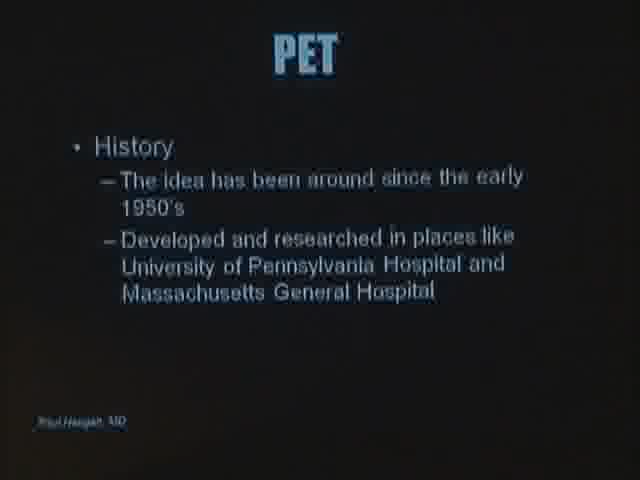 PET
• History
– The idea has been around since the early
1950's
– Developed and researched in places like
University of Pennsylvania Hospital and
Massachusetts General Hospital
MD